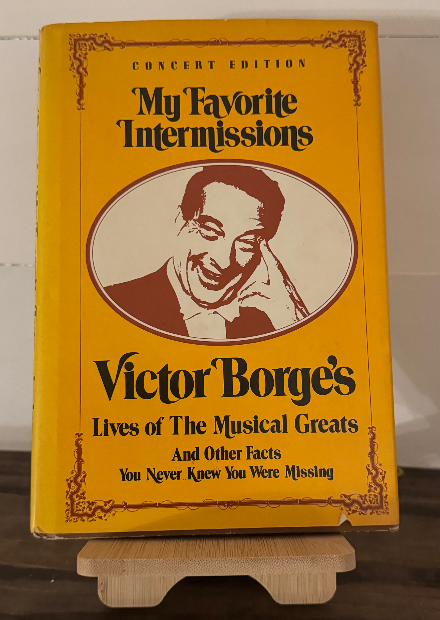 CONCERT EDITION
My Favorite
Intermissions
Victor Borge's
Lives of The Musical Greats
And Other Facts
You Never Knew You Were Missing